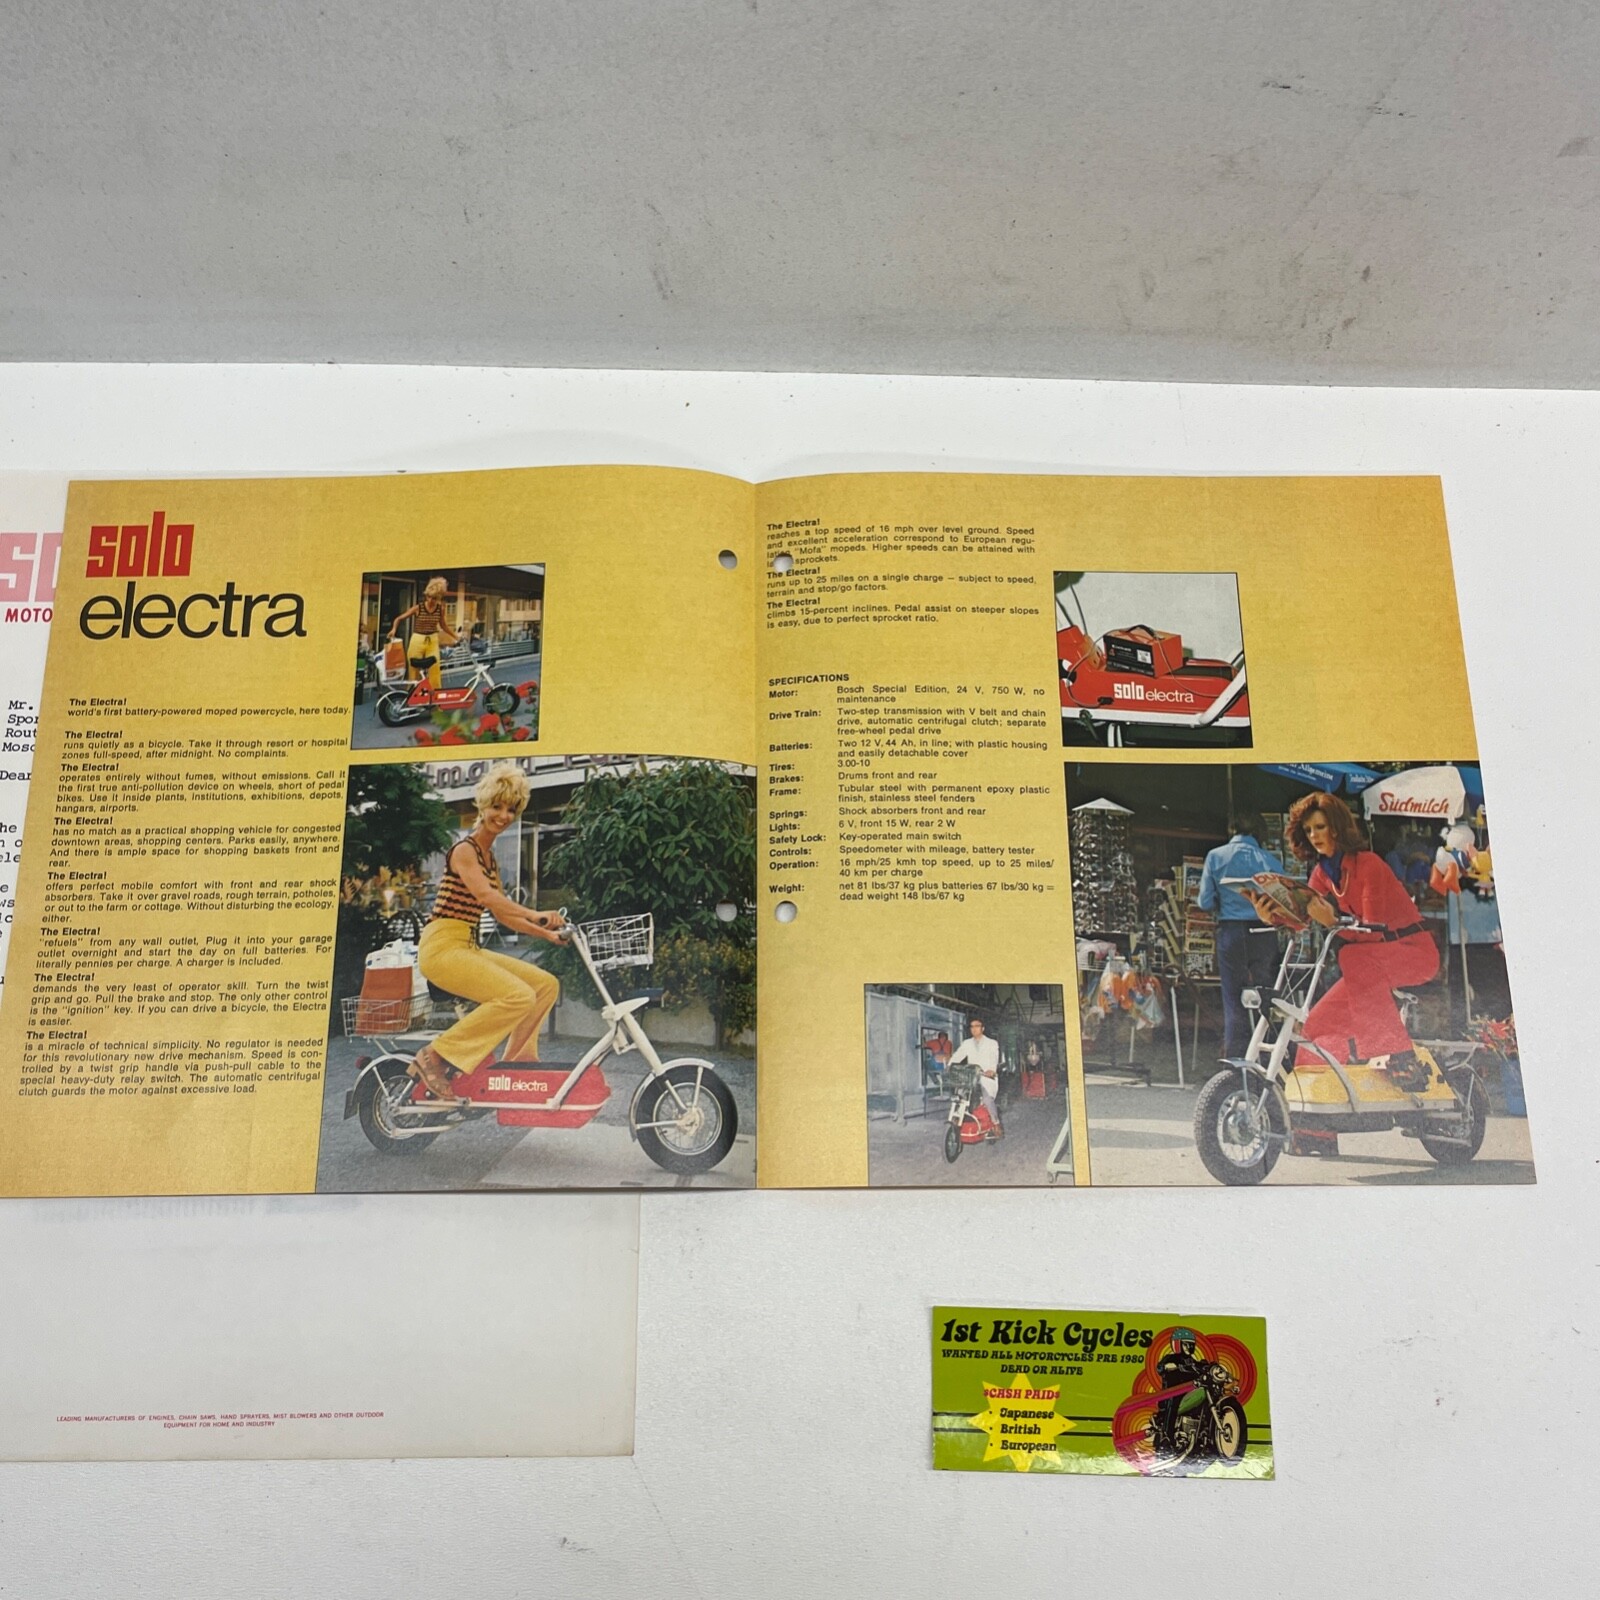 solo
electra
The Electra!
world's first battery-powered moped powercycle, here today.
The Electra!
runs quietly as a bicycle. Take it through resort or hospital
zones full-speed, after midnight. No complaints.
The Electra!
operates entirely without fumes, without emissions. Call it
the first true anti-pollution device on wheels, short of pedal
bikes. Use it inside plants, institutions, exhibitions, depots,
hangars, airports.
The Electra!
has no match as a practical shopping vehicle for congested
downtown areas, shopping centers. Parks easily, anywhere.
And there is ample space for shopping baskets front and
rear.
The Electra!
offers perfect mobile comfort with front and rear shock
absorbers. Take it over gravel roads, rough terrain, potholes,
or out to the farm or cottage. Without disturbing the ecology,
either.
The Electra!
"refuels" from any wall outlet. Plug it into your garage
outlet overnight and start the day on full batteries. For
literally pennies per charge. A charger is included.
The Electra!
demands the very least of operator skill. Turn the twist
grip and go. Pull the brake and stop. The only other control
is the "ignition" key. If you can drive a bicycle, the Electra
is easier.
The Electra!
is a miracle of technical simplicity. No regulator is needed
for this revolutionary new drive mechanism. Speed is con-
trolled by a twist grip handle via push-pull cable to the
special heavy-duty relay switch. The automatic centrifugal
clutch guards the motor against excessive load.
solo electra
The Electra!
reaches a top speed of 16 mph over level ground. Speed
and excellent acceleration correspond to European regu-
"Mofa" mopeds. Higher speeds can be attained with
sprockets.
The Electra!
runs up to 25 miles on a single charge – subject to speed,
terrain and stop/go factors.
The Electra!
climbs 15-percent inclines. Pedal assist on steeper slopes
is easy, due to perfect sprocket ratio.
SPECIFICATIONS
Motor: Bosch Special Edition, 24 V, 750 W, no
maintenance
Drive Train: Two-step transmission with V belt and chain
drive, automatic centrifugal clutch; separate
free-wheel pedal drive
Batteries: Two 12 V, 44 Ah, in line; with plastic housing
and easily detachable cover
Tires: 3.00-10
Brakes: Drums front and rear
Frame: Tubular steel with permanent epoxy plastic
finish, stainless steel fenders
Springs: Shock absorbers front and rear
Lights: 6 V, front 15 W, rear 2 W
Safety Lock: Key-operated main switch
Controls: Speedometer with mileage, battery tester
Operation: 16 mph/25 kmh top speed, up to 25 miles/
40 km per charge
Weight: net 81 lbs/37 kg plus batteries 67 lbs/30 kg =
dead weight 148 lbs/67 kg
solo electra
Südmilch
MOTO
Mr.
Spor
Rout
Mosc
Dear
LEADING MANUFACTURERS OF ENGINES, CHAIN SAWS, HAND SPRAYERS, MIST BLOWERS AND OTHER OUTDOOR
EQUIPMENT FOR HOME AND INDUSTRY
1st Kick Cycles
WANTED ALL MOTORCYCLES PRE 1980
DEAD OR ALIVE
$CASH PAID$
• Japanese
• British
• European